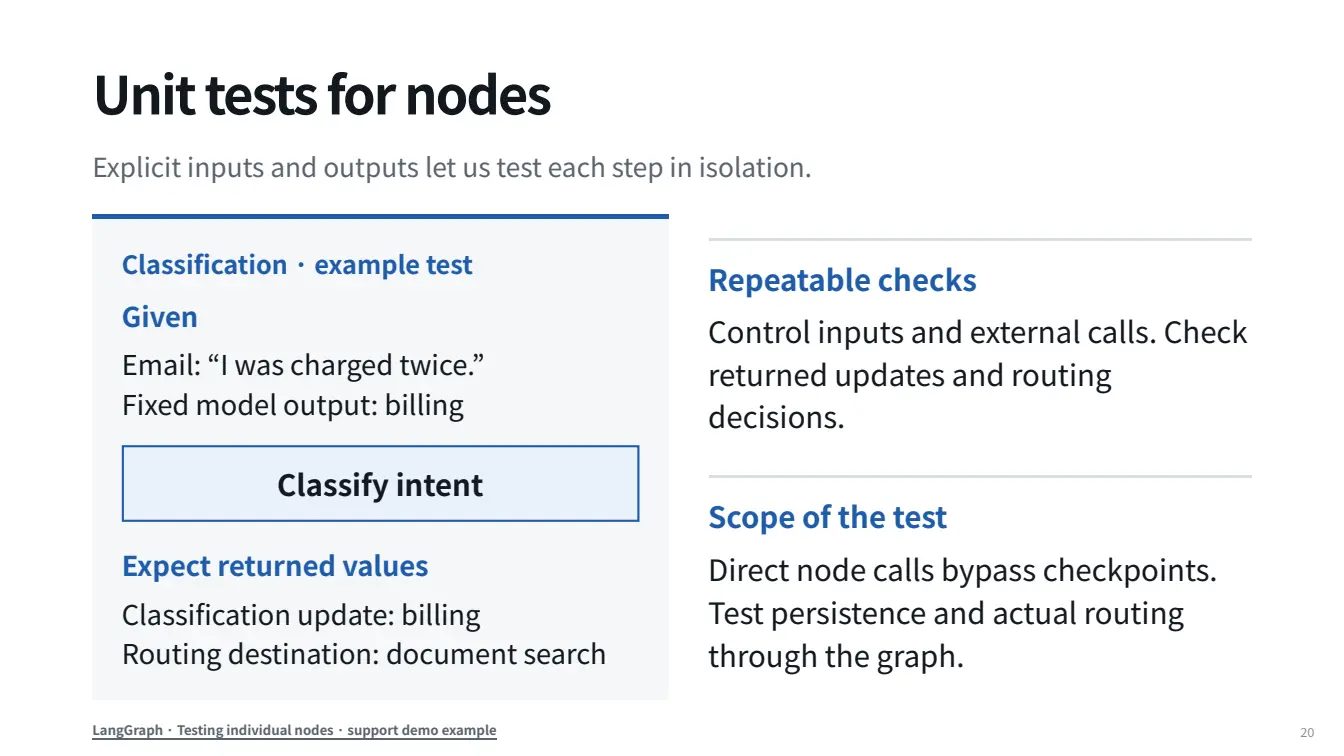 Unit tests for nodes
Explicit inputs and outputs let us test each step in isolation.
Classification · example test
Given
Email: “I was charged twice.”
Fixed model output: billing
Classify intent
Expect returned values
Classification update: billing
Routing destination: document search
Repeatable checks
Control inputs and external calls. Check
returned updates and routing
decisions.
Scope of the test
Direct node calls bypass checkpoints.
Test persistence and actual routing
through the graph.
LangGraph · Testing individual nodes · support demo example
20